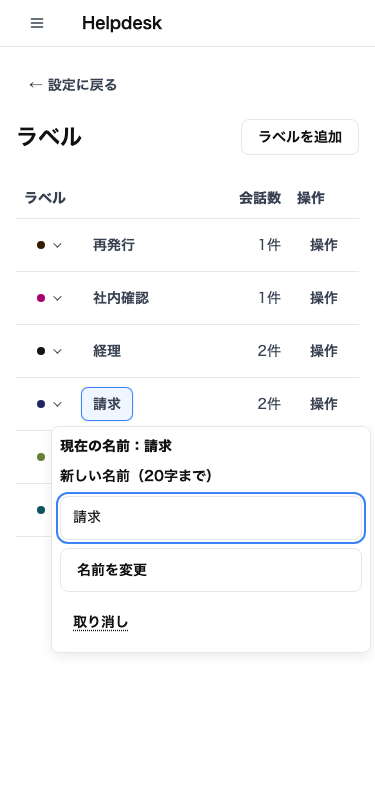 Helpdesk
← 設定に戻る
ラベル
ラベルを追加
ラベル 会話数 操作
再発行 1件 操作
社内確認 1件 操作
経理 2件 操作
請求 2件 操作
現在の名前：請求
新しい名前（20字まで）
請求
名前を変更
取り消し